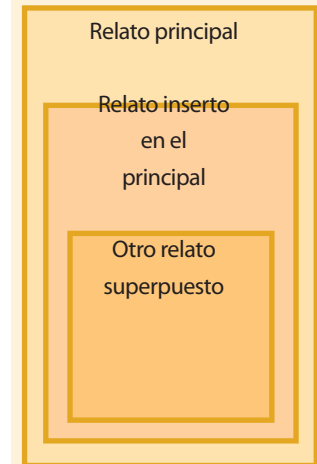 Relato principal
Relato inserto
en el
principal
Otro relato
superpuesto